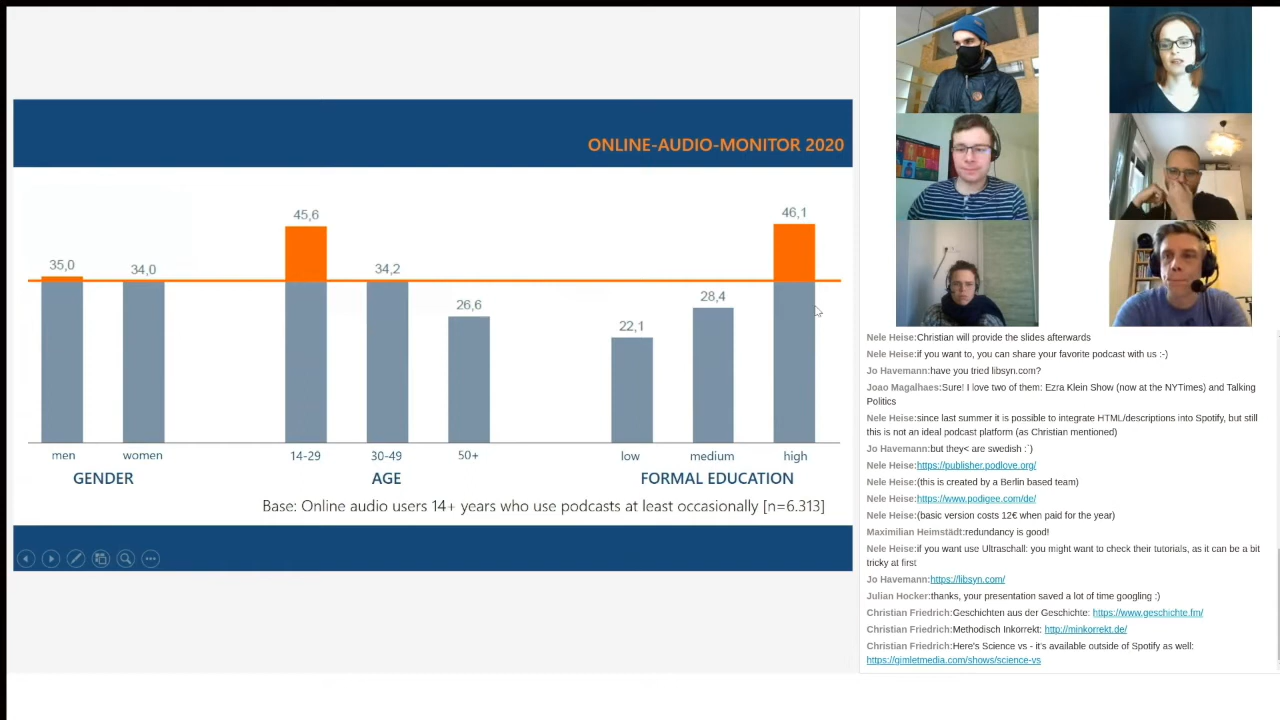 ONLINE-AUDIO-MONITOR 2020
35,0
34,0
45,6
34,2
26,6
22,1
28,4
46,1
men
women
14-29
30-49
50+
low
medium
high
GENDER
AGE
FORMAL EDUCATION
Base: Online audio users 14+ years who use podcasts at least occasionally [n=6.313]
Nele Heise:Christian will provide the slides afterwards
Nele Heise:if you want to, you can share your favorite podcast with us :-)
Jo Havemann:have you tried libsyn.com?
Joao Magalhaes:Sure! I love two of them: Ezra Klein Show (now at the NYTimes) and Talking
Politics
Nele Heise:since last summer it is possible to integrate HTML/descriptions into Spotify, but still
this is not an ideal podcast platform (as Christian mentioned)
Jo Havemann:but they< are swedish :`)
Nele Heise:https://publisher.podlove.org/
Nele Heise:(this is created by a Berlin based team)
Nele Heise:https://www.podigee.com/de/
Nele Heise:(basic version costs 12€ when paid for the year)
Maximilian Heimstädt:redundancy is good!
Nele Heise:if you want use Ultraschall: you might want to check their tutorials, as it can be a bit
tricky at first
Jo Havemann:https://libsyn.com/
Julian Hocker:thanks, your presentation saved a lot of time googling :)
Christian Friedrich:Geschichten aus der Geschichte: https://www.geschichte.fm/
Christian Friedrich:Methodisch Inkorrekt: http://minkorrekt.de/
Christian Friedrich:Here's Science vs - it's available outside of Spotify as well:
https://gimletmedia.com/shows/science-vs